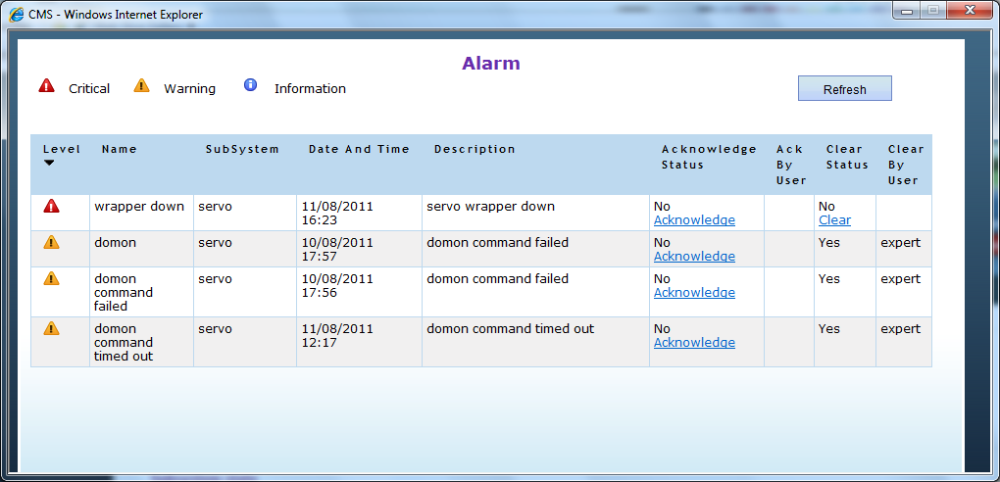 CMS - Windows Internet Explorer
Alarm
Critical Warning Information Refresh
Level Name SubSystem Date And Time Description Acknowledge Status Ack By User Clear Status Clear By User
wrapper down servo 11/08/2011 16:23 servo wrapper down No Acknowledge No Clear
domon servo 10/08/2011 17:57 domon command failed No Acknowledge Yes expert
domon command failed servo 10/08/2011 17:56 domon command failed No Acknowledge Yes expert
domon command timed out servo 11/08/2011 12:17 domon command timed out No Acknowledge Yes expert